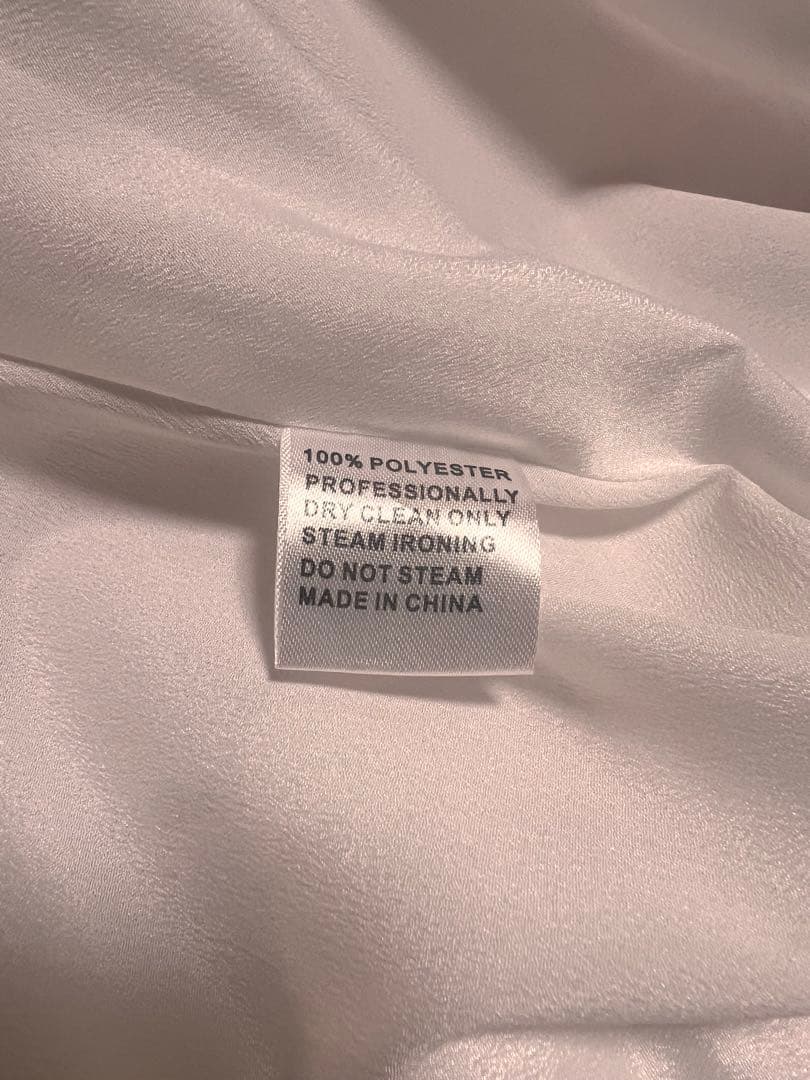 100% POLYESTER
PROFESSIONALLY
DRY CLEAN ONLY
STEAM IRONING
DO NOT STEAM
MADE IN CHINA